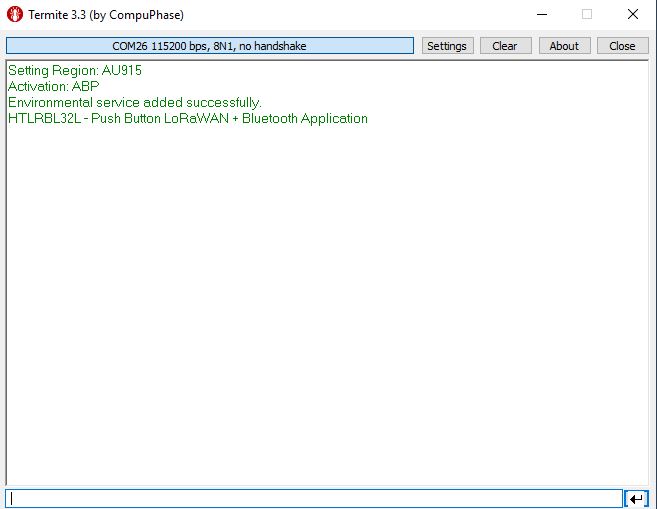 Termite 3.3 (by CompuPhase)
COM26 115200 bps, 8N1, no handshake
Settings
Clear
About
Close
Setting Region: AU915
Activation: ABP
Environmental service added successfully.
HTLRBL32L - Push Button LoRaWAN + Bluetooth Application